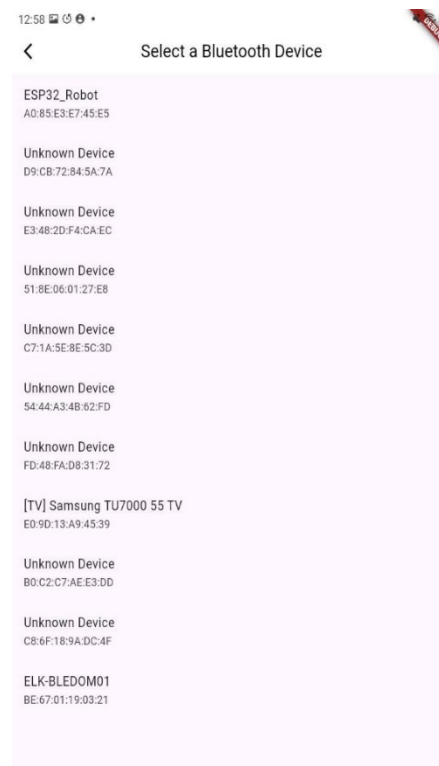 12:58
Select a Bluetooth Device
DEBUG
ESP32_Robot
A0:85:E3:E7:45:E5
Unknown Device
D9:CB:72:84:5A:7A
Unknown Device
E3:48:2D:F4:CA:EC
Unknown Device
51:8E:06:01:27:E8
Unknown Device
C7:1A:5E:8E:5C:3D
Unknown Device
54:44:A3:4B:62:FD
Unknown Device
FD:48:FA:D8:31:72
[TV] Samsung TU7000 55 TV
E0:9D:13:A9:45:39
Unknown Device
B0:C2:C7:AE:E3:DD
Unknown Device
C8:6F:18:9A:DC:4F
ELK-BLEDOM01
BE:67:01:19:03:21